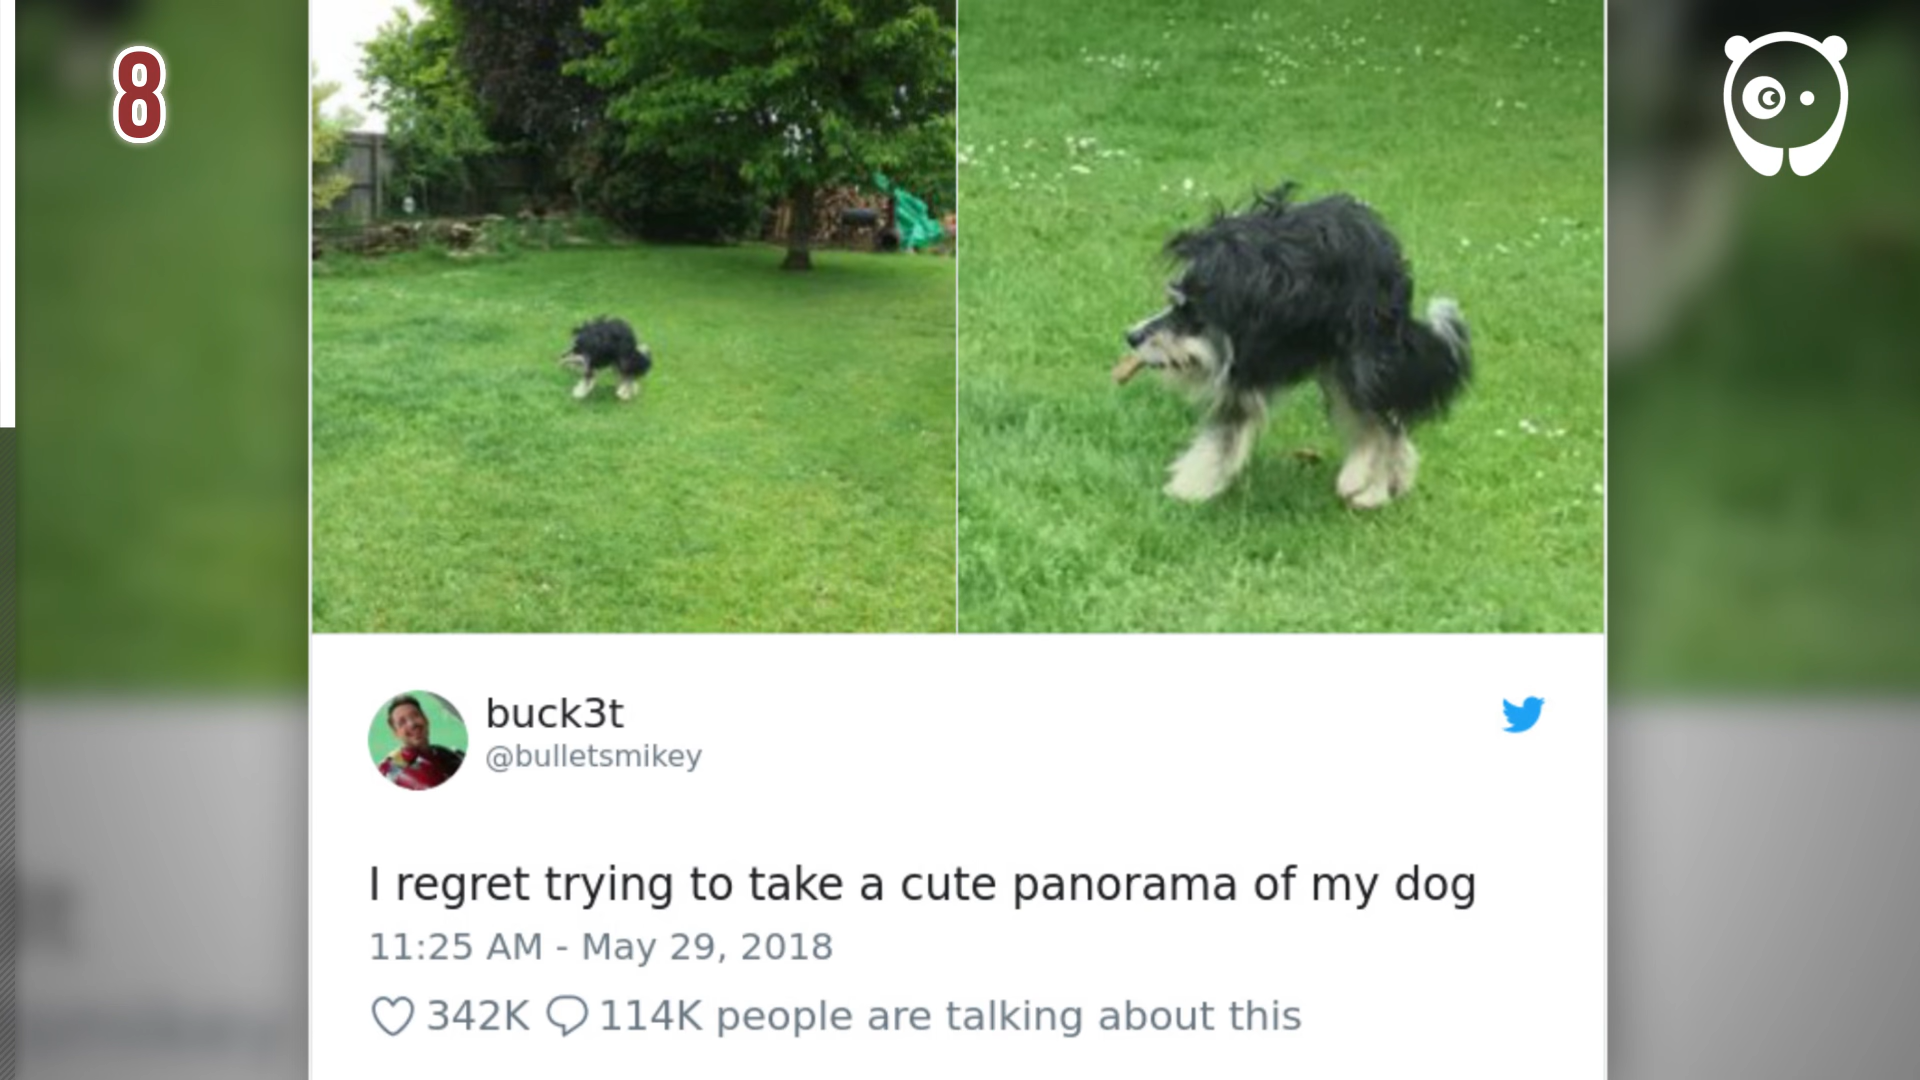 8
buck3t
@bulletsmikey
I regret trying to take a cute panorama of my dog
11:25 AM - May 29, 2018
342K 114K people are talking about this